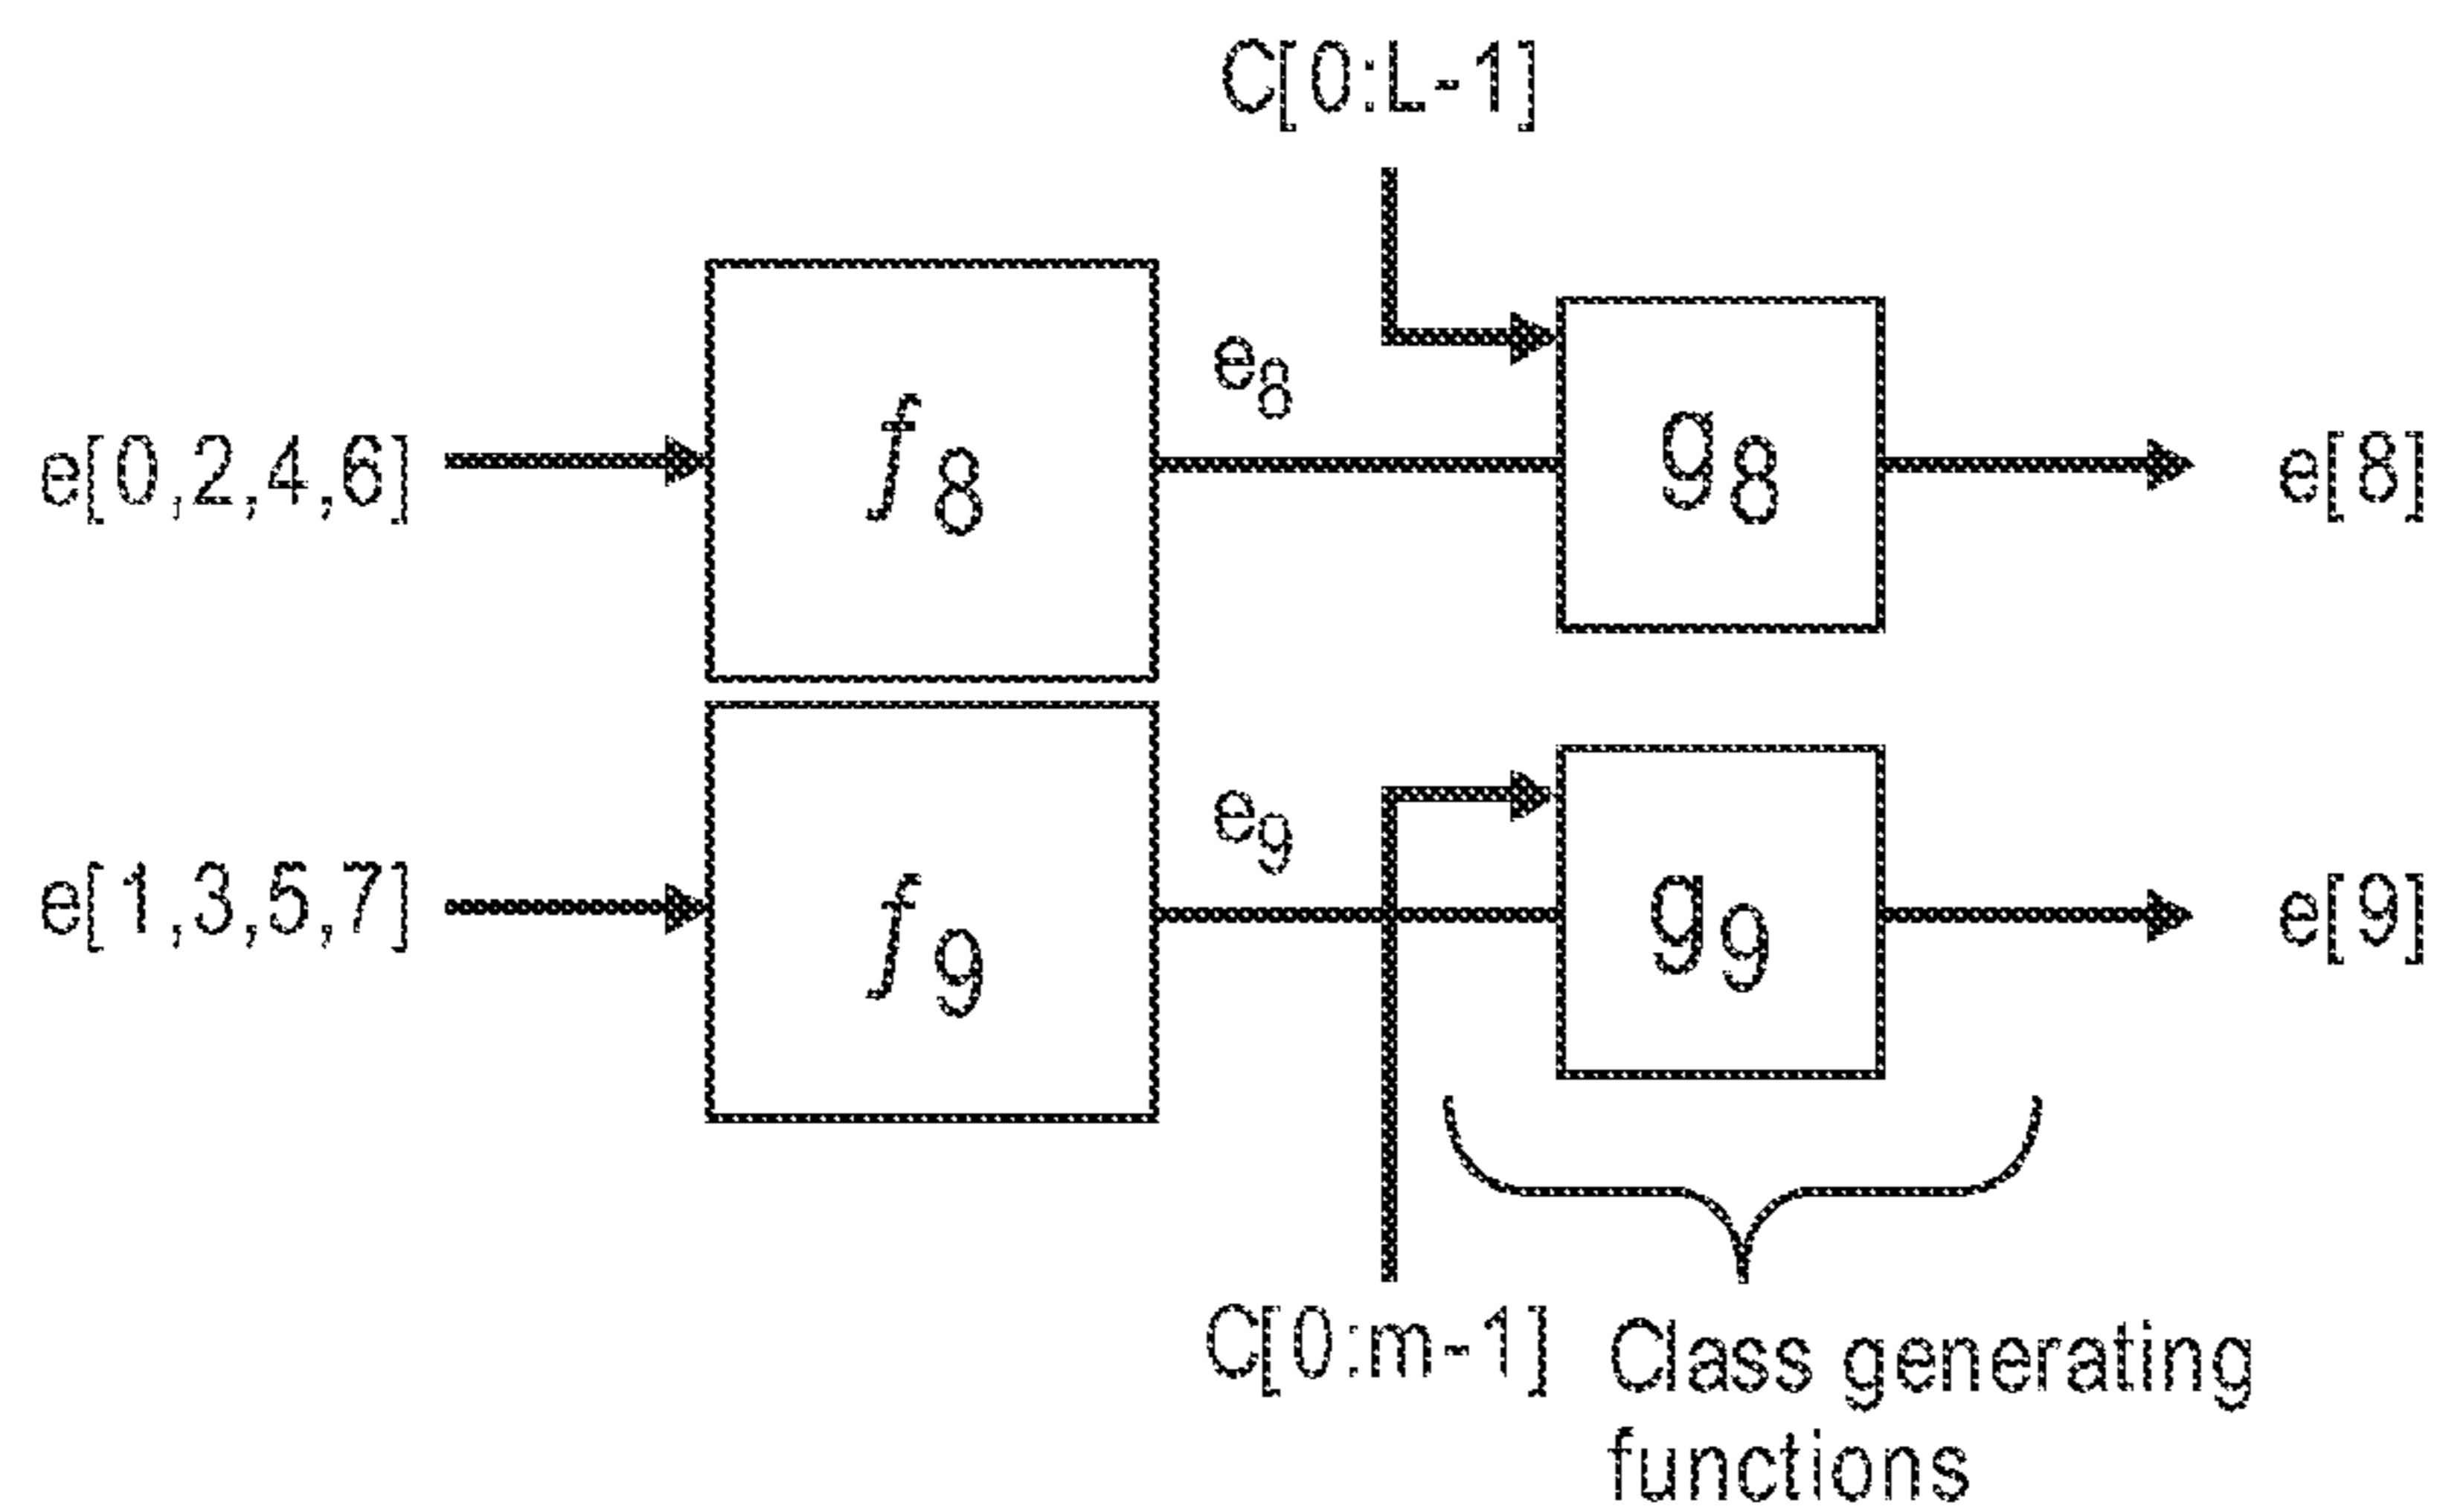 C[0:L-1]
e[0,2,4,6]
f8
e8
g8
e[8]
e[1,3,5,7]
f9
e9
g9
e[9]
C[0:m-1]
Class generating
functions